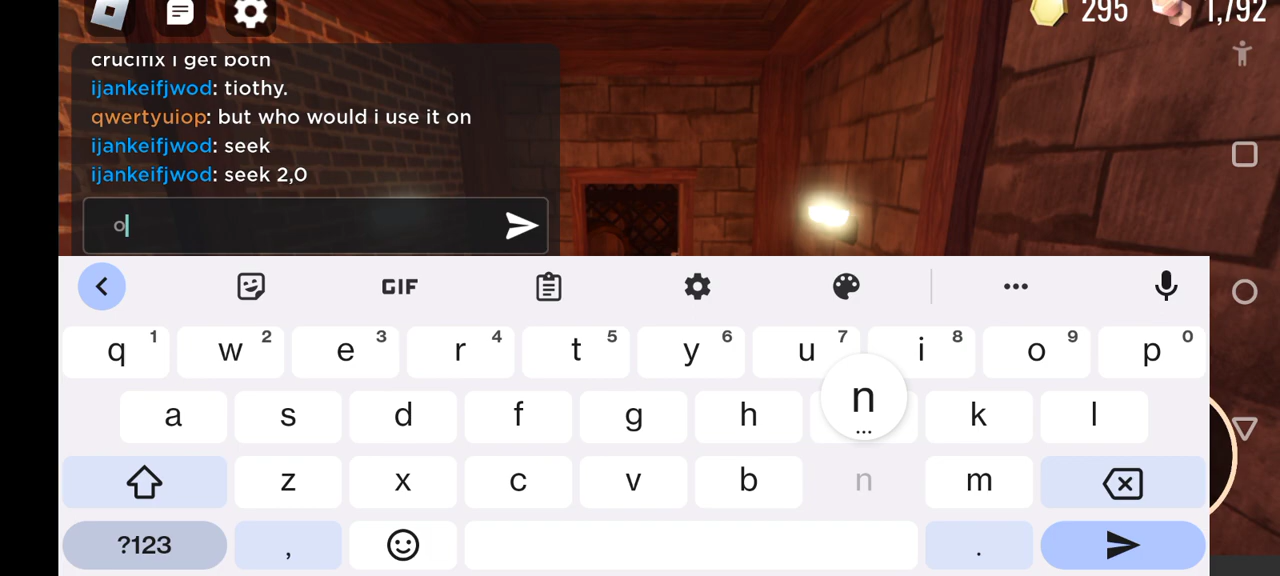 295 1,792
crucifix i get both
ijankeifjwod: tiothy.
qwertyuiop: but who would i use it on
ijankeifjwod: seek
ijankeifjwod: seek 2,0
o
GIF
q 1 w 2 e 3 r 4 t 5 y 6 u 7 i 8 o 9 p 0
a s d f g h n k l
z x c v b n m
?123 , .